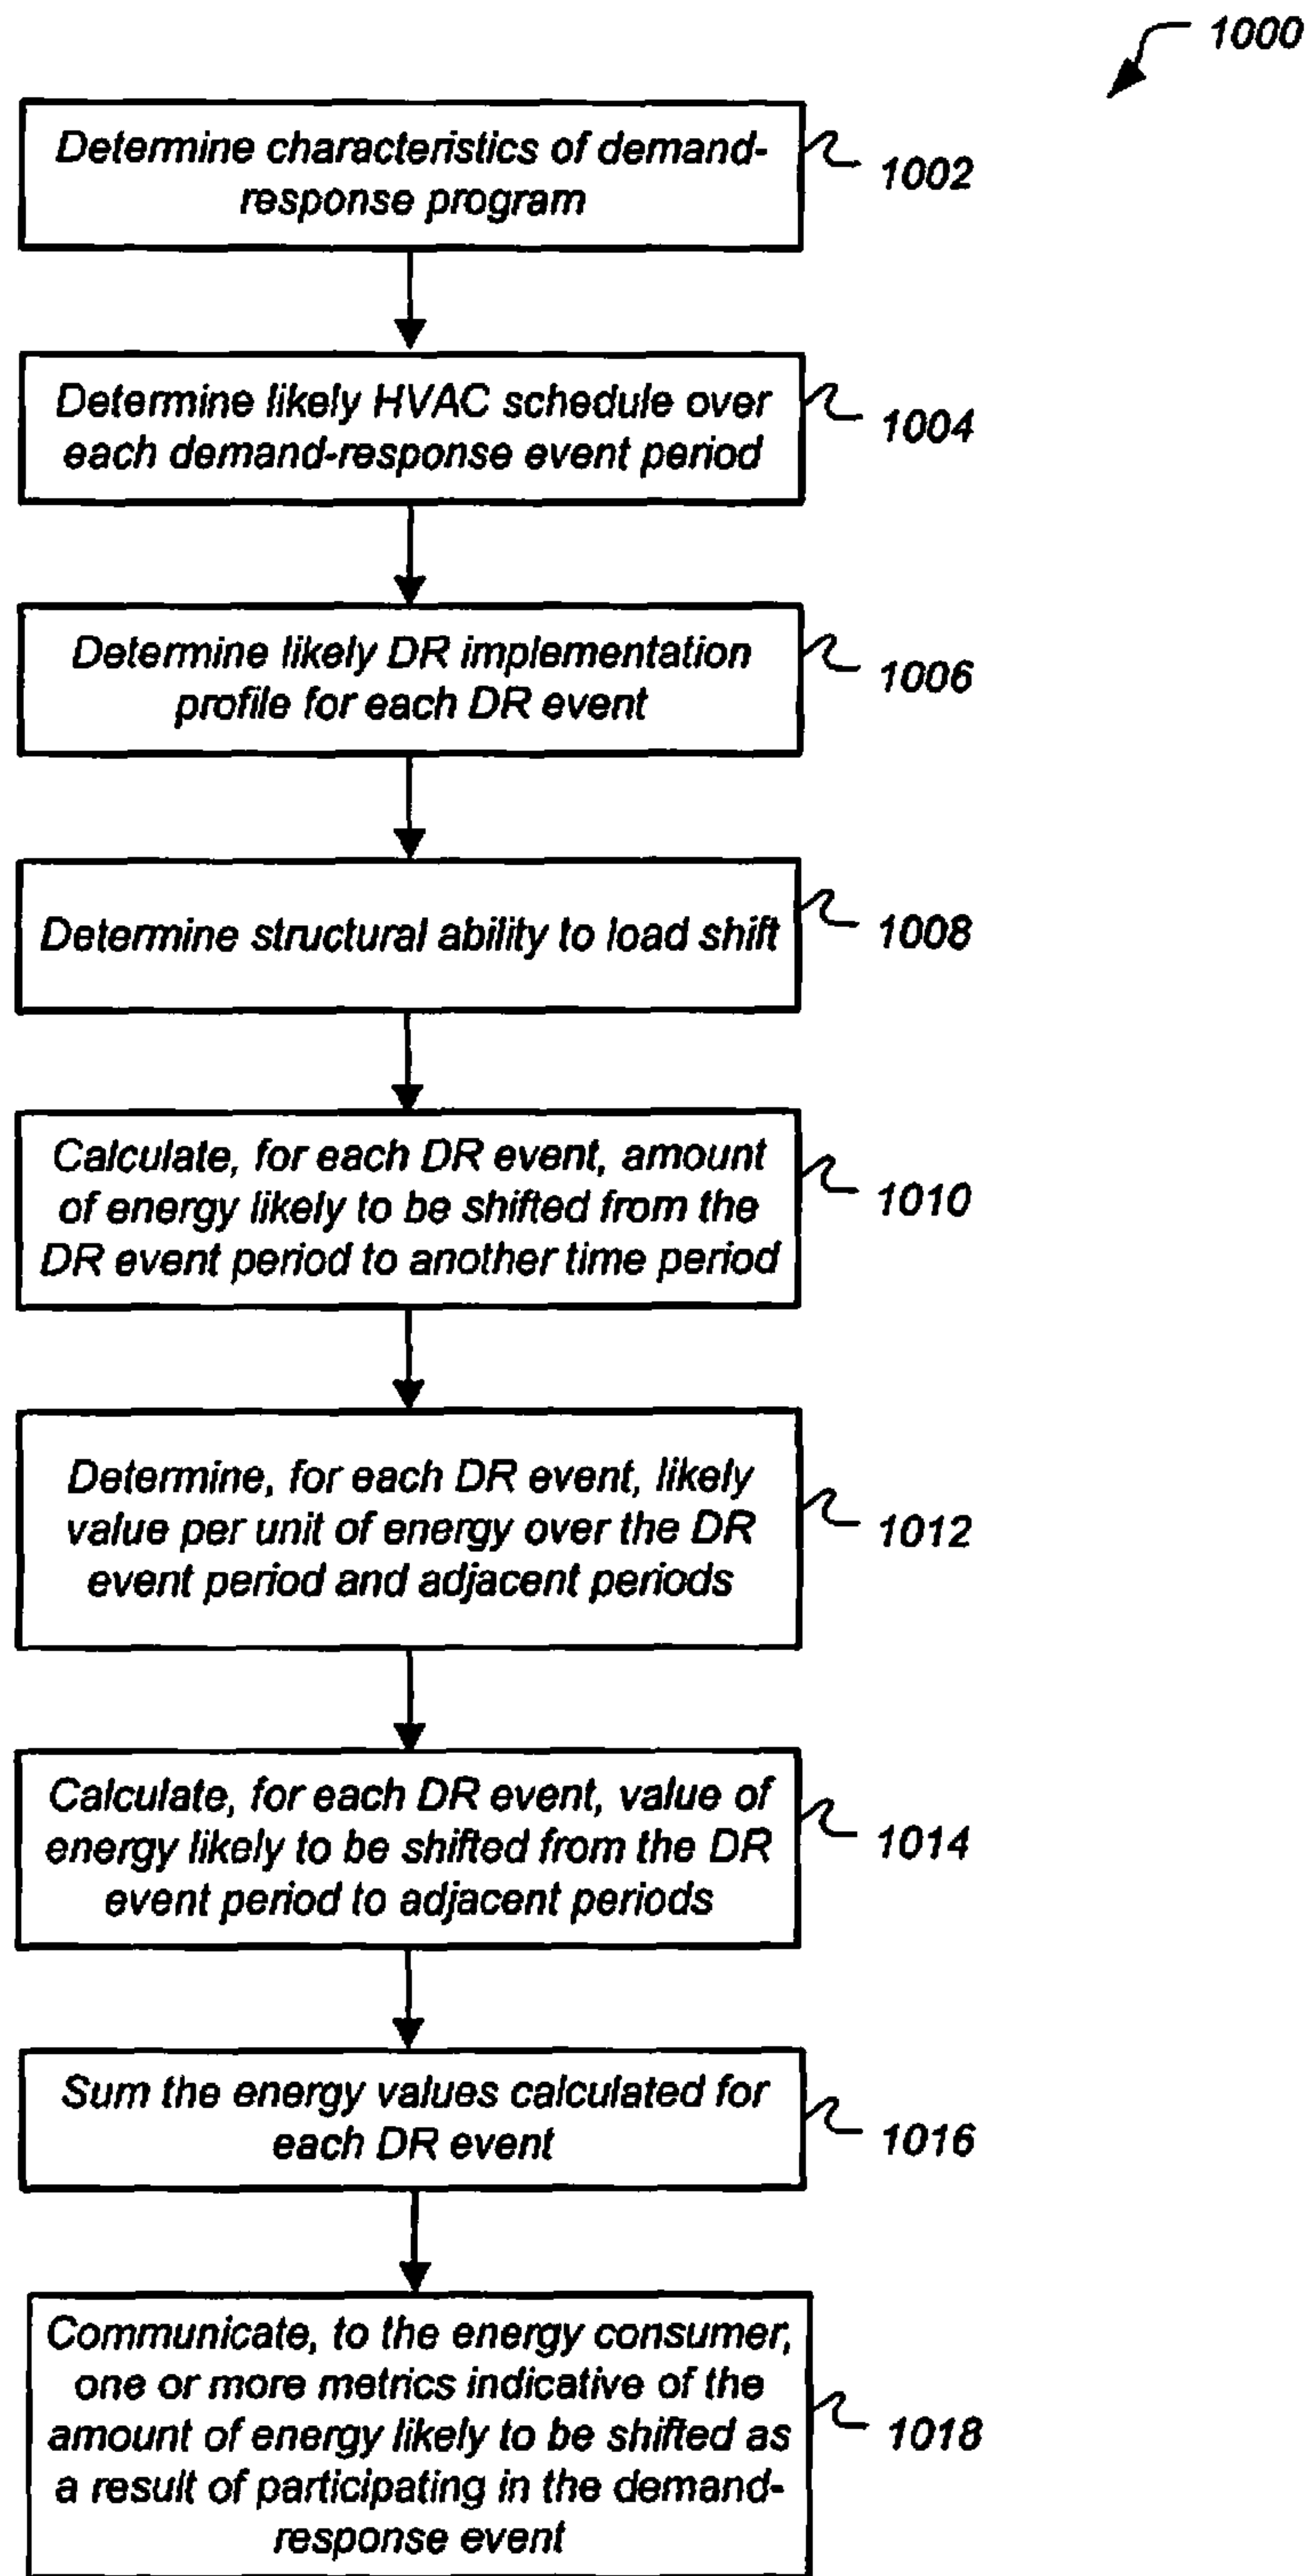 1000
Determine characteristics of demand-
response program
1002
Determine likely HVAC schedule over
each demand-response event period
1004
Determine likely DR implementation
profile for each DR event
1006
Determine structural ability to load shift
1008
Calculate, for each DR event, amount
of energy likely to be shifted from the
DR event period to another time period
1010
Determine, for each DR event, likely
value per unit of energy over the DR
event period and adjacent periods
1012
Calculate, for each DR event, value of
energy likely to be shifted from the DR
event period to adjacent periods
1014
Sum the energy values calculated for
each DR event
1016
Communicate, to the energy consumer,
one or more metrics indicative of the
amount of energy likely to be shifted as
a result of participating in the demand-
response event
1018